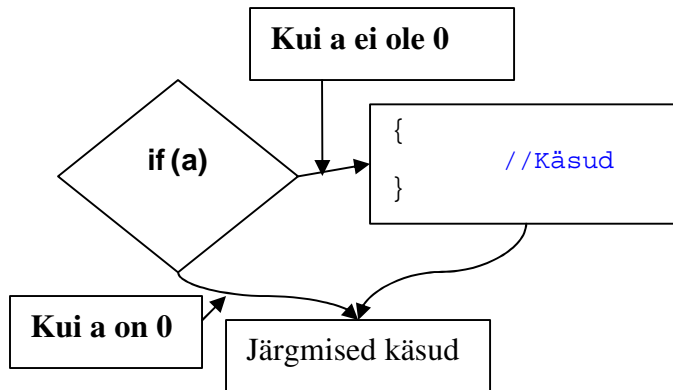 Kui a ei ole 0
if (a)
{
//Käsud
}
Kui a on 0
Järgmised käsud